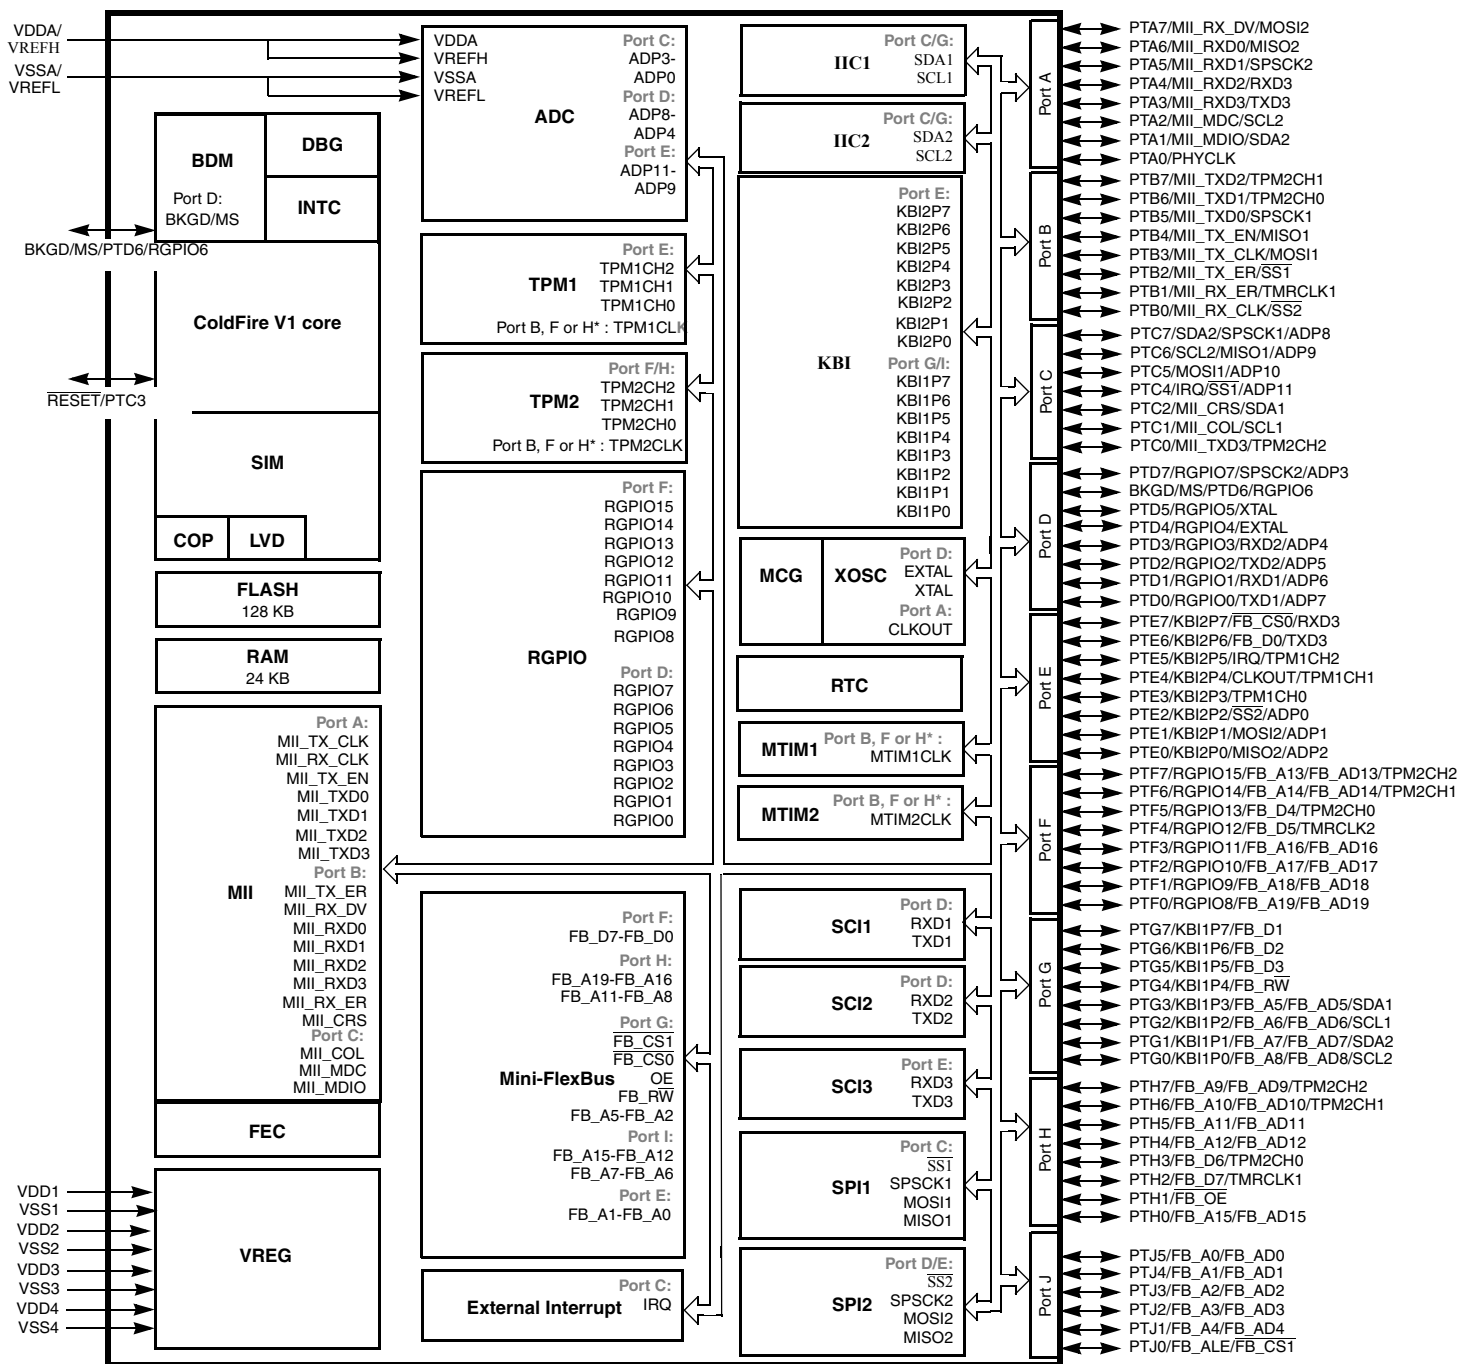 VDDA/
VREFH
VSSA/
VREFL
BDM
Port D:
BKGD/MS
DBG
INTC
BKGD/MS/PTD6/RGPIO6
ColdFire V1 core
RESET/PTC3
SIM
COP
LVD
FLASH
128 KB
RAM
24 KB
MII
Port A:
MII_TX_CLK
MII_RX_CLK
MII_TX_EN
MII_TXD0
MII_TXD1
MII_TXD2
MII_TXD3
Port B:
MII_TX_ER
MII_RX_DV
MII_RXD0
MII_RXD1
MII_RXD2
MII_RXD3
MII_RX_ER
MII_CRS
Port C:
MII_COL
MII_MDC
MII_MDIO
FEC
VREG
VDD1
VSS1
VDD2
VSS2
VDD3
VSS3
VDD4
VSS4
VDDA
VREFH
VSSA
VREFL
ADC
Port C:
ADP3-
ADP0
Port D:
ADP8-
ADP4
Port E:
ADP11-
ADP9
TPM1
Port E:
TPM1CH2
TPM1CH1
TPM1CH0
Port B, F or H* : TPM1CLK
TPM2
Port F/H:
TPM2CH2
TPM2CH1
TPM2CH0
Port B, F or H* : TPM2CLK
RGPIO
Port F:
RGPIO15
RGPIO14
RGPIO13
RGPIO12
RGPIO11
RGPIO10
RGPIO9
RGPIO8
Port D:
RGPIO7
RGPIO6
RGPIO5
RGPIO4
RGPIO3
RGPIO2
RGPIO1
RGPIO0
Mini-FlexBus
Port F:
FB_D7-FB_D0
Port H:
FB_A19-FB_A16
FB_A11-FB_A8
Port G:
FB_CS1
FB_CS0
OE
FB_RW
FB_A5-FB_A2
Port I:
FB_A15-FB_A12
FB_A7-FB_A6
Port E:
FB_A1-FB_A0
External Interrupt
Port C:
IRQ
IIC1
Port C/G:
SDA1
SCL1
IIC2
Port C/G:
SDA2
SCL2
KBI
Port E:
KBI2P7
KBI2P6
KBI2P5
KBI2P4
KBI2P3
KBI2P2
KBI2P1
KBI2P0
Port G/I:
KBI1P7
KBI1P6
KBI1P5
KBI1P4
KBI1P3
KBI1P2
KBI1P1
KBI1P0
MCG
XOSC
Port D:
EXTAL
XTAL
Port A:
CLKOUT
RTC
MTIM1
Port B, F or H* :
MTIM1CLK
MTIM2
Port B, F or H* :
MTIM2CLK
SCI1
Port D:
RXD1
TXD1
SCI2
Port D:
RXD2
TXD2
SCI3
Port E:
RXD3
TXD3
SPI1
Port C:
SS1
SPSCK1
MOSI1
MISO1
SPI2
Port D/E:
SS2
SPSCK2
MOSI2
MISO2
Port A
PTA7/MII_RX_DV/MOSI2
PTA6/MII_RXD0/MISO2
PTA5/MII_RXD1/SPSCK2
PTA4/MII_RXD2/RXD3
PTA3/MII_RXD3/TXD3
PTA2/MII_MDC/SCL2
PTA1/MII_MDIO/SDA2
PTA0/PHYCLK
Port B
PTB7/MII_TXD2/TPM2CH1
PTB6/MII_TXD1/TPM2CH0
PTB5/MII_TXD0/SPSCK1
PTB4/MII_TX_EN/MISO1
PTB3/MII_TX_CLK/MOSI1
PTB2/MII_TX_ER/SS1
PTB1/MII_RX_ER/TMRCLK1
PTB0/MII_RX_CLK/SS2
Port C
PTC7/SDA2/SPSCK1/ADP8
PTC6/SCL2/MISO1/ADP9
PTC5/MOSI1/ADP10
PTC4/IRQ/SS1/ADP11
PTC2/MII_CRS/SDA1
PTC1/MII_COL/SCL1
PTC0/MII_TXD3/TPM2CH2
Port D
PTD7/RGPIO7/SPSCK2/ADP3
BKGD/MS/PTD6/RGPIO6
PTD5/RGPIO5/XTAL
PTD4/RGPIO4/EXTAL
PTD3/RGPIO3/RXD2/ADP4
PTD2/RGPIO2/TXD2/ADP5
PTD1/RGPIO1/RXD1/ADP6
PTD0/RGPIO0/TXD1/ADP7
Port E
PTE7/KBI2P7/FB_CS0/RXD3
PTE6/KBI2P6/FB_D0/TXD3
PTE5/KBI2P5/IRQ/TPM1CH2
PTE4/KBI2P4/CLKOUT/TPM1CH1
PTE3/KBI2P3/TPM1CH0
PTE2/KBI2P2/SS2/ADP0
PTE1/KBI2P1/MOSI2/ADP1
PTE0/KBI2P0/MISO2/ADP2
Port F
PTF7/RGPIO15/FB_A13/FB_AD13/TPM2CH2
PTF6/RGPIO14/FB_A14/FB_AD14/TPM2CH1
PTF5/RGPIO13/FB_D4/TPM2CH0
PTF4/RGPIO12/FB_D5/TMRCLK2
PTF3/RGPIO11/FB_A16/FB_AD16
PTF2/RGPIO10/FB_A17/FB_AD17
PTF1/RGPIO9/FB_A18/FB_AD18
PTF0/RGPIO8/FB_A19/FB_AD19
Port G
PTG7/KBI1P7/FB_D1
PTG6/KBI1P6/FB_D2
PTG5/KBI1P5/FB_D3
PTG4/KBI1P4/FB_RW
PTG3/KBI1P3/FB_A5/FB_AD5/SDA1
PTG2/KBI1P2/FB_A6/FB_AD6/SCL1
PTG1/KBI1P1/FB_A7/FB_AD7/SDA2
PTG0/KBI1P0/FB_A8/FB_AD8/SCL2
Port H
PTH7/FB_A9/FB_AD9/TPM2CH2
PTH6/FB_A10/FB_AD10/TPM2CH1
PTH5/FB_A11/FB_AD11
PTH4/FB_A12/FB_AD12
PTH3/FB_D6/TPM2CH0
PTH2/FB_D7/TMRCLK1
PTH1/FB_OE
PTH0/FB_A15/FB_AD15
Port J
PTJ5/FB_A0/FB_AD0
PTJ4/FB_A1/FB_AD1
PTJ3/FB_A2/FB_AD2
PTJ2/FB_A3/FB_AD3
PTJ1/FB_A4/FB_AD4
PTJ0/FB_ALE/FB_CS1